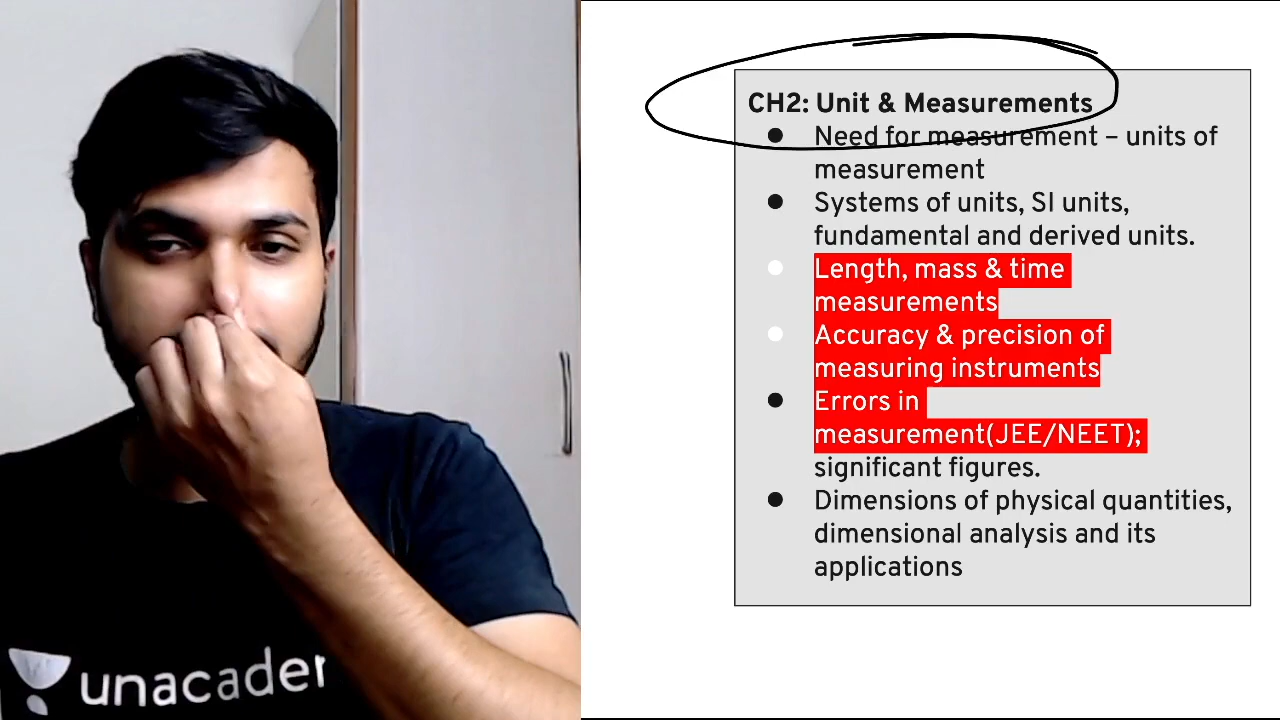 CH2: Unit & Measurements
● Need for measurement – units of
measurement
● Systems of units, SI units,
fundamental and derived units.
● Length, mass & time
measurements
● Accuracy & precision of
measuring instruments
● Errors in
measurement(JEE/NEET);
significant figures.
● Dimensions of physical quantities,
dimensional analysis and its
applications
unacader